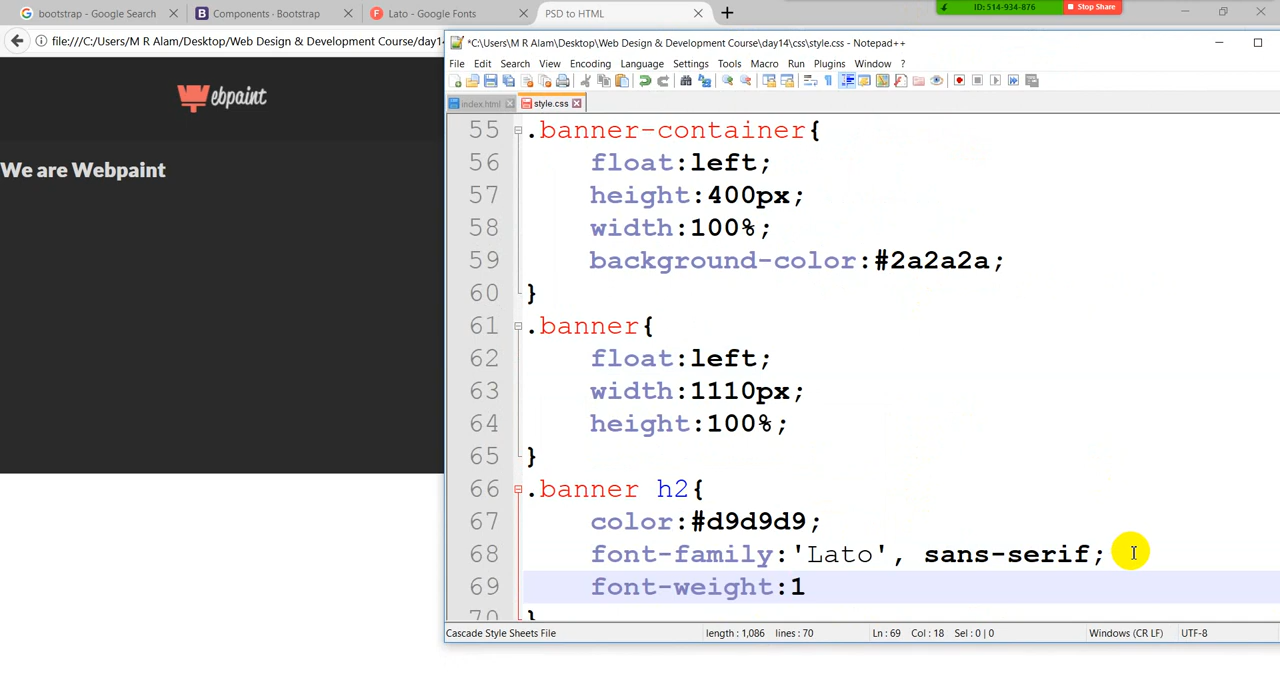 bootstrap - Google Search
Components · Bootstrap
Lato - Google Fonts
PSD to HTML
ID: 514-934-876
Stop Share
file:///C:/Users/M R Alam/Desktop/Web Design & Development Course/day14
*C:\Users\M R Alam\Desktop\Web Design & Development Course\day14\css\style.css - Notepad++
File Edit Search View Encoding Language Settings Tools Macro Run Plugins Window ?
index.html
style.css
ebpaint
We are Webpaint
55 .banner-container{
56 float:left;
57 height:400px;
58 width:100%;
59 background-color:#2a2a2a;
60 }
61 .banner{
62 float:left;
63 width:1110px;
64 height:100%;
65 }
66 .banner h2{
67 color:#d9d9d9;
68 font-family:'Lato', sans-serif;
69 font-weight:1
70 }
Cascade Style Sheets File
length : 1,086 lines : 70
Ln : 69 Col : 18 Sel : 0 | 0
Windows (CR LF)
UTF-8